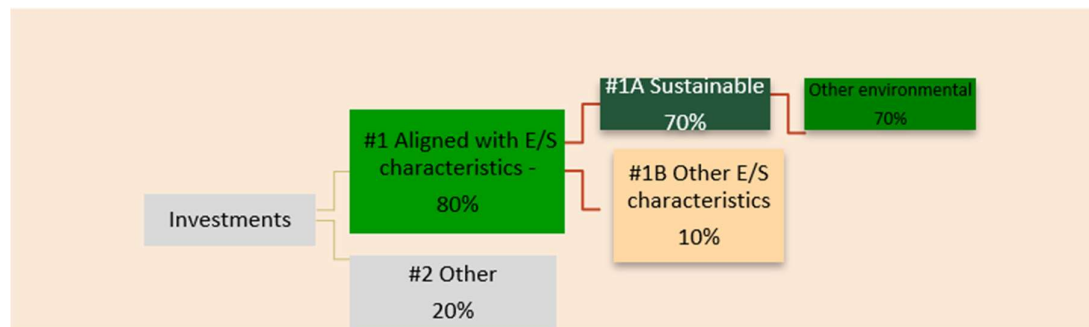 Investments
#1 Aligned with E/S
characteristics -
80%
#2 Other
20%
#1A Sustainable
70%
#1B Other E/S
characteristics
10%
Other environmental
70%